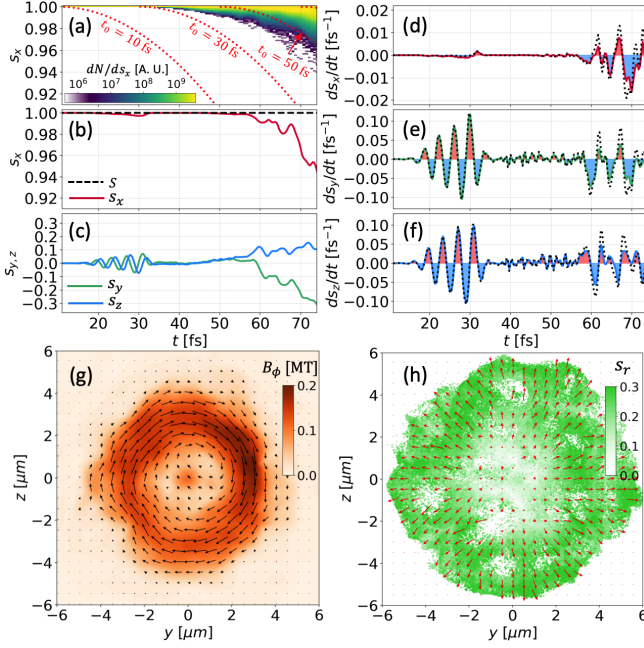 (a)
1.00
0.98
0.96
0.94
0.92
s_x
t_0 = 10 fs
t_0 = 30 fs
t_0 = 50 fs
dN/ds_x [A. U.]
10^6 10^7 10^8 10^9
(b)
1.00
0.98
0.96
0.94
0.92
s_x
S
s_x
(c)
0.3
0.2
0.1
0.0
−0.1
−0.2
−0.3
s_y,z
s_y
s_z
20 30 40 50 60 70
t [fs]
(d)
0.02
0.01
0.00
−0.01
−0.02
ds_x/dt [fs^-1]
(e)
0.10
0.05
0.00
−0.05
−0.10
ds_y/dt [fs^-1]
(f)
0.10
0.05
0.00
−0.05
−0.10
ds_z/dt [fs^-1]
20 30 40 50 60 70
t [fs]
(g)
B_ϕ [MT]
0.2
0.1
0.0
6
4
2
0
−2
−4
−6
z [μm]
−6 −4 −2 0 2 4 6
y [μm]
(h)
s_r
0.3
0.2
0.1
0.0
6
4
2
0
−2
−4
−6
z [μm]
−6 −4 −2 0 2 4 6
y [μm]